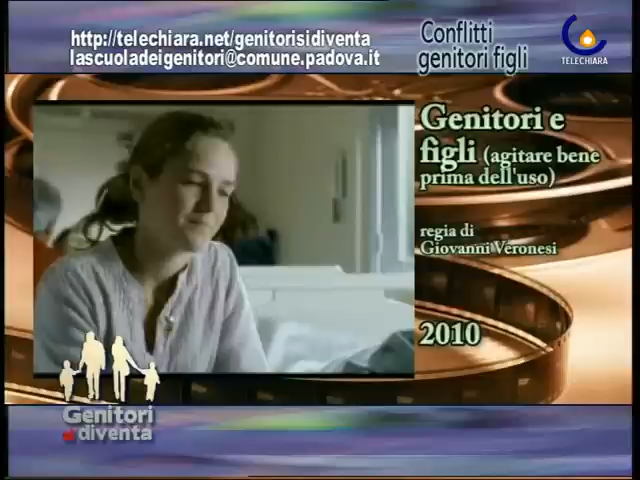 http://telechiara.net/genitorisidiventa
lascuoladeigenitori@comune.padova.it
Conflitti
genitori figli
TELECHIARA
Genitori e
figli (agitare bene
prima dell'uso)
regia di
Giovanni Veronesi
2010
Genitori
si diventa